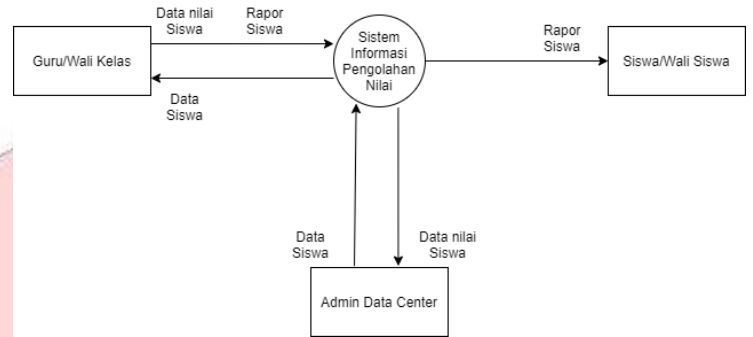 Data nilai
Siswa
Rapor
Siswa
Guru/Wali Kelas
Data
Siswa
Sistem
Informasi
Pengolahan
Nilai
Rapor
Siswa
Siswa/Wali Siswa
Data
Siswa
Data nilai
Siswa
Admin Data Center